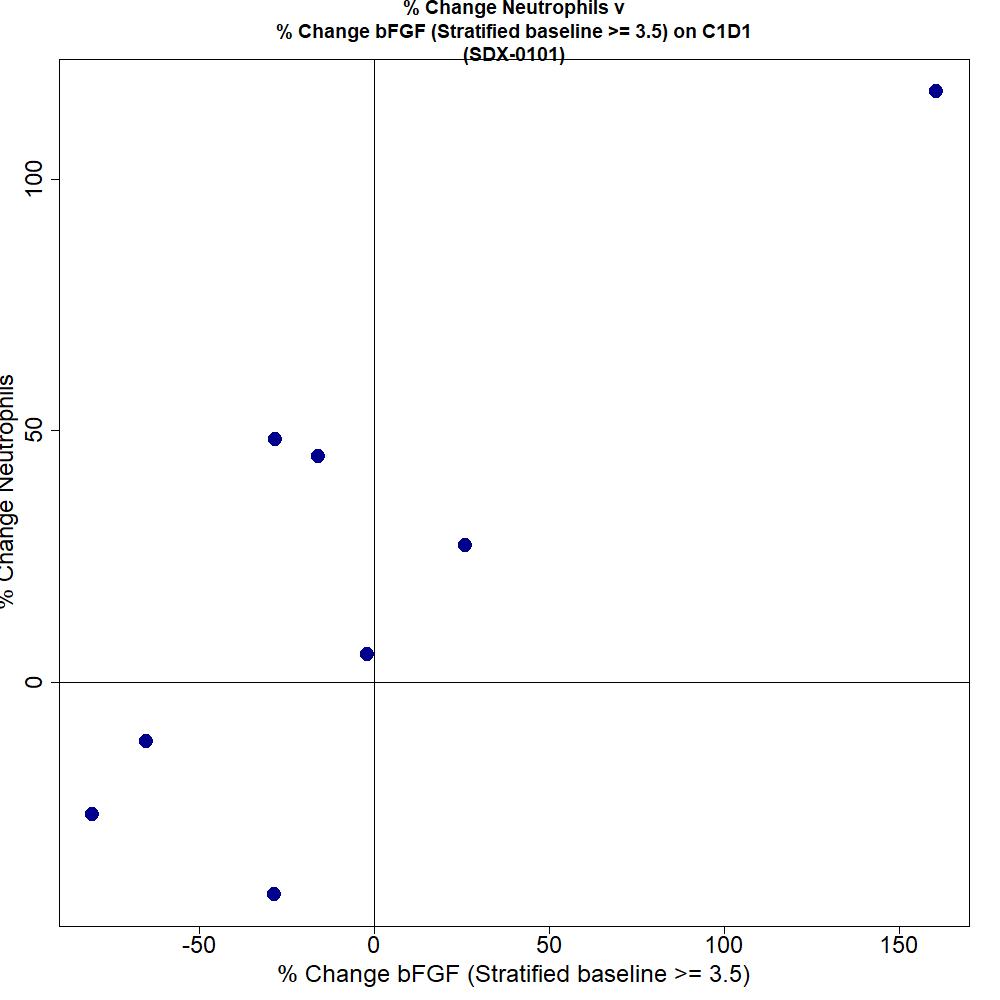 % Change Neutrophils v
% Change bFGF (Stratified baseline >= 3.5) on C1D1
(SDX-0101)
100
50
0
% Change Neutrophils
-50
0
50
100
150
% Change bFGF (Stratified baseline >= 3.5)